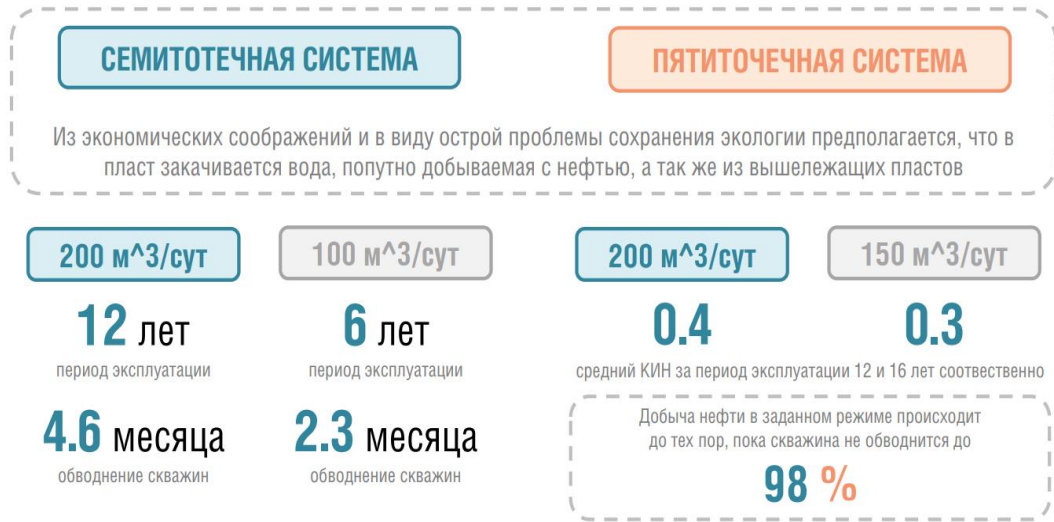 СЕМИТОТЕЧНАЯ СИСТЕМА
ПЯТИТОЧЕЧНАЯ СИСТЕМА
Из экономических соображений и в виду острой проблемы сохранения экологии предполагается, что в
пласт закачивается вода, попутно добываемая с нефтью, а так же из вышележащих пластов
200 м^3/сут
100 м^3/сут
200 м^3/сут
150 м^3/сут
12 лет
период эксплуатации
6 лет
период эксплуатации
0.4
0.3
средний КИН за период эксплуатации 12 и 16 лет соотвественно
4.6 месяца
обводнение скважин
2.3 месяца
обводнение скважин
Добыча нефти в заданном режиме происходит
до тех пор, пока скважина не обводнится до
98 %